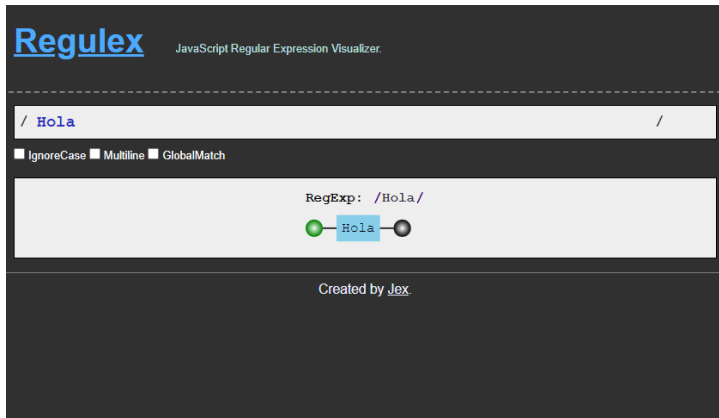 Regulex JavaScript Regular Expression Visualizer.
/ Hola /
IgnoreCase Multiline GlobalMatch
RegExp: /Hola/
Hola
Created by Jex.